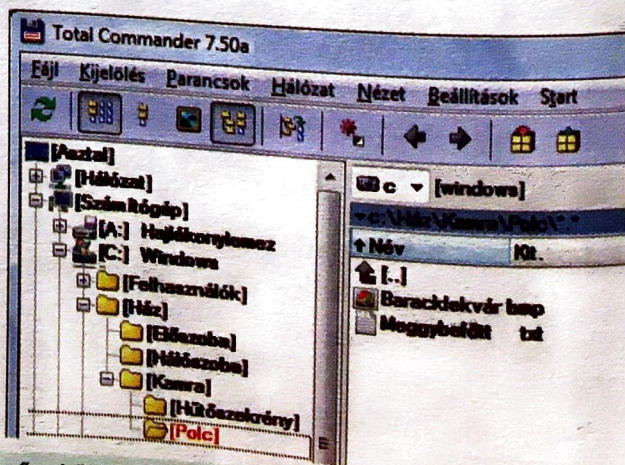 Total Commander 7.50a
Fájl Kijelölés Parancsok Hálózat Nézet Beállítások Start
[Asztal]
[Hálózat]
[Számítógép]
[A:] Hajlékonylemez
[C:] Windows
[Felhasználók]
[Ház]
[Előszoba]
[Hálószoba]
[Kamra]
[Hűtőszekrény]
[Polc]
c [windows]
c:\Ház\Kamra\Polc\*.*
Név Kit.
[..]
Baracklekvár bmp
Meggybefőtt txt